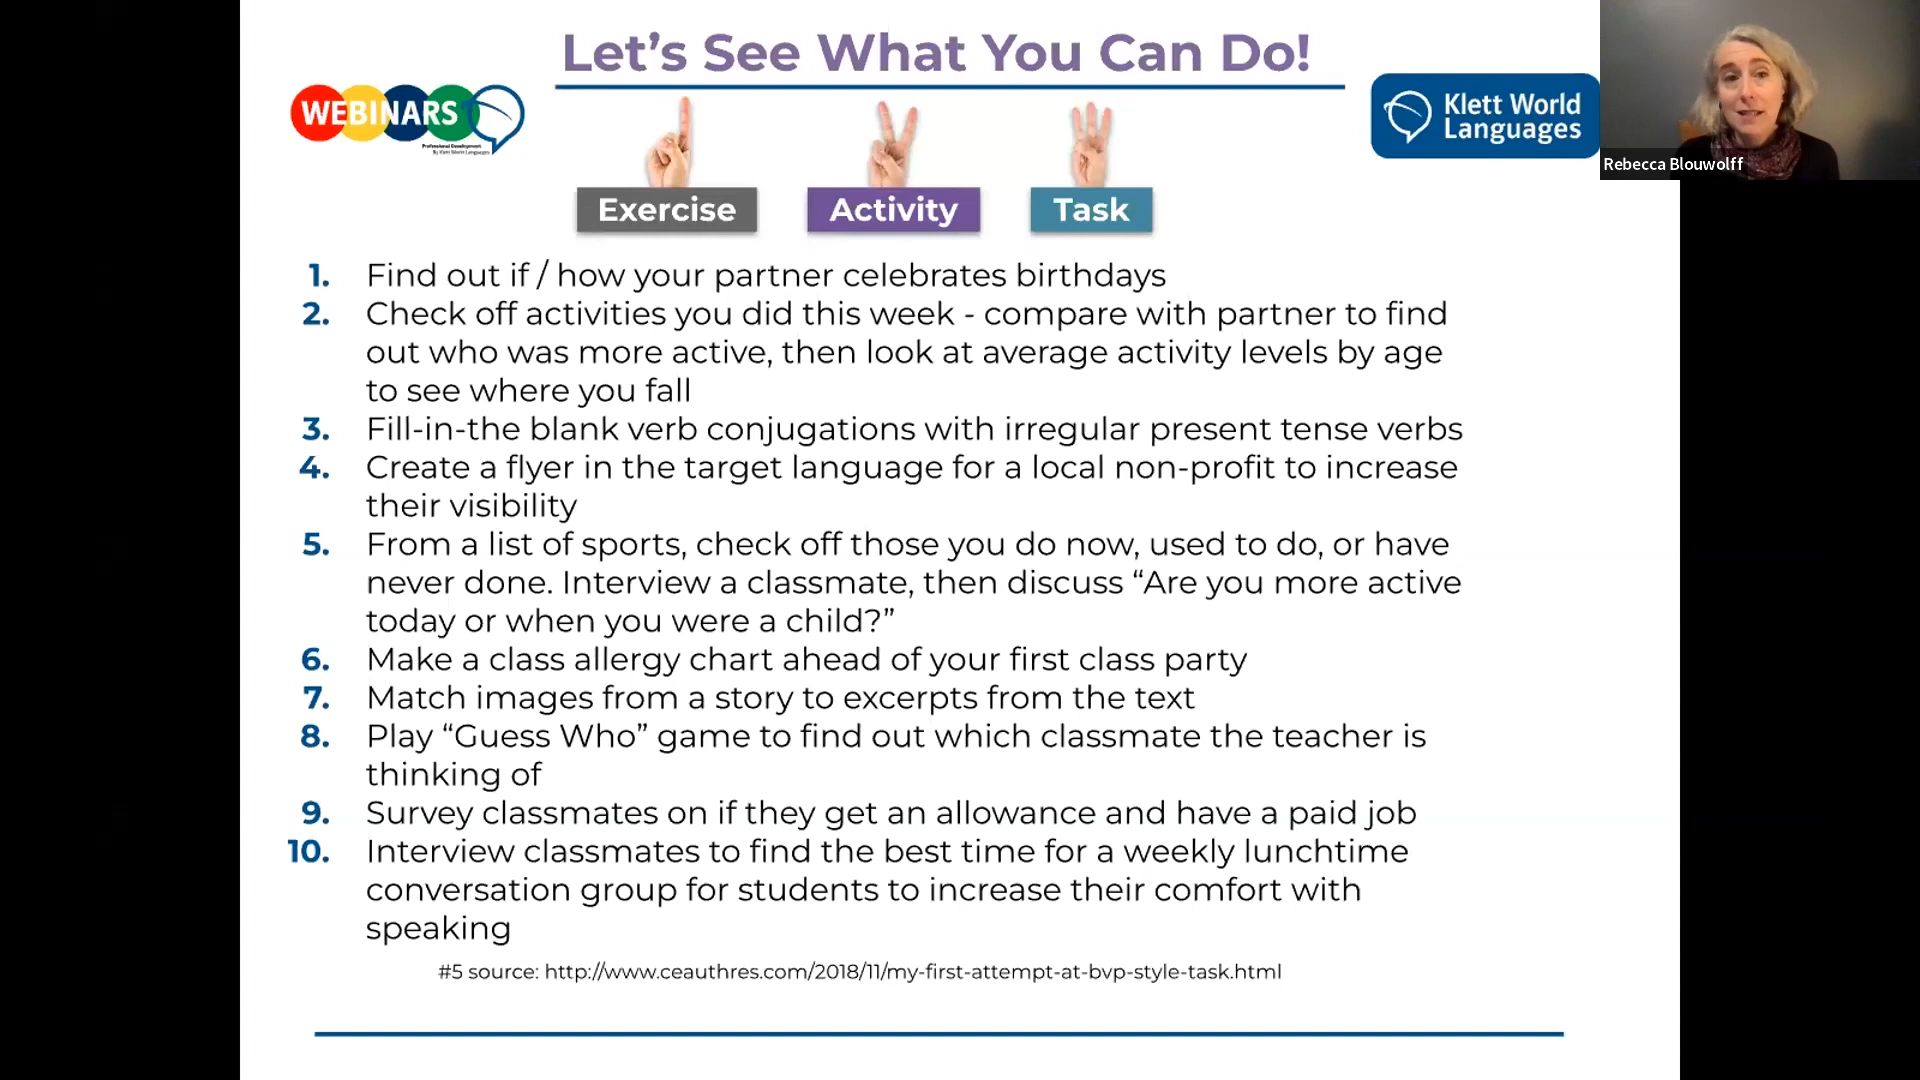 Let's See What You Can Do!
WEBINARS
Professional Development
By Klett World Languages
Klett World
Languages
Rebecca Blouwolff
Exercise
Activity
Task
1. Find out if / how your partner celebrates birthdays
2. Check off activities you did this week - compare with partner to find
out who was more active, then look at average activity levels by age
to see where you fall
3. Fill-in-the blank verb conjugations with irregular present tense verbs
4. Create a flyer in the target language for a local non-profit to increase
their visibility
5. From a list of sports, check off those you do now, used to do, or have
never done. Interview a classmate, then discuss “Are you more active
today or when you were a child?”
6. Make a class allergy chart ahead of your first class party
7. Match images from a story to excerpts from the text
8. Play “Guess Who” game to find out which classmate the teacher is
thinking of
9. Survey classmates on if they get an allowance and have a paid job
10. Interview classmates to find the best time for a weekly lunchtime
conversation group for students to increase their comfort with
speaking
#5 source: http://www.ceauthres.com/2018/11/my-first-attempt-at-bvp-style-task.html